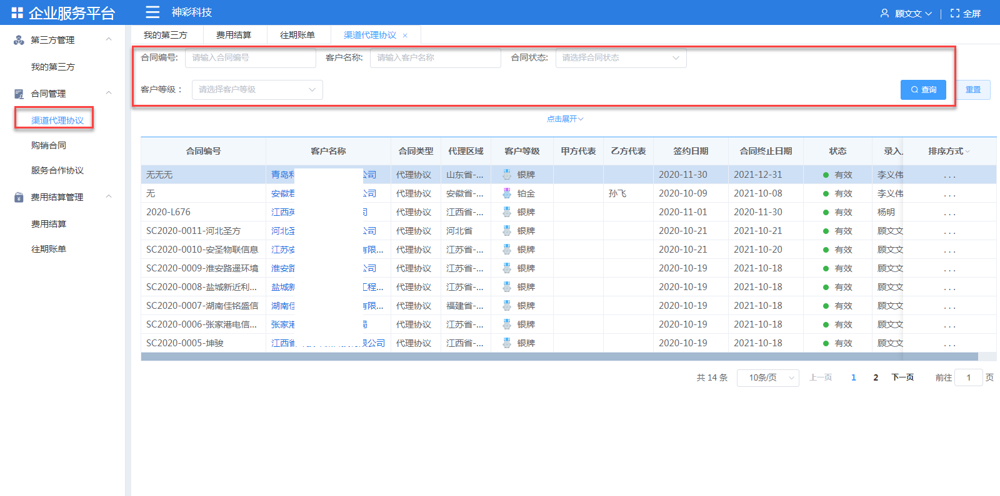 企业服务平台
神彩科技
顾文文
全屏
第三方管理
我的第三方
合同管理
渠道代理协议
购销合同
服务合作协议
费用结算管理
费用结算
往期账单
我的第三方 费用结算 往期账单 渠道代理协议 ×
合同编号: 请输入合同编号 客户名称: 请输入客户名称 合同状态: 请选择合同状态
客户等级： 请选择客户等级 查询 重置
点击展开
合同编号 客户名称 合同类型 代理区域 客户等级 甲方代表 乙方代表 签约日期 合同终止日期 状态 录入 排序方式
无无无 青岛 公司 代理协议 山东省-... 银牌 2020-11-30 2021-12-31 有效 李义伟 ...
无 安徽君 公司 代理协议 安徽省-... 铂金 孙飞 2020-10-09 2021-10-08 有效 李义伟 ...
2020-L676 江西英 司 代理协议 江西省-... 银牌 2020-11-01 2020-11-30 有效 杨明 ...
SC2020-0011-河北圣方 河北圣 公司 代理协议 河北省 银牌 2020-10-21 2021-10-21 有效 顾文文 ...
SC2020-0010-安圣物联信息 江苏安 有限... 代理协议 江苏省-... 银牌 2020-10-21 2021-10-20 有效 顾文文 ...
SC2020-0009-淮安路遥环境 淮安路 公司 代理协议 江苏省-... 银牌 2020-10-19 2021-10-18 有效 顾文文 ...
SC2020-0008-盐城新近利... 盐城新 工程... 代理协议 江苏省-... 银牌 2020-10-19 2021-10-18 有效 顾文文 ...
SC2020-0007-湖南佳铭盛信 湖南佳 有限... 代理协议 福建省-... 银牌 2020-10-19 2021-10-18 有效 顾文文 ...
SC2020-0006-张家港电信... 张家港 局 代理协议 江苏省-... 银牌 2020-10-19 2021-10-18 有效 顾文文 ...
SC2020-0005-坤骏 江西省 限公司 代理协议 江西省-... 银牌 2020-10-19 2021-10-18 有效 顾文文 ...
共 14 条 10条/页 上一页 1 2 下一页 前往 1 页